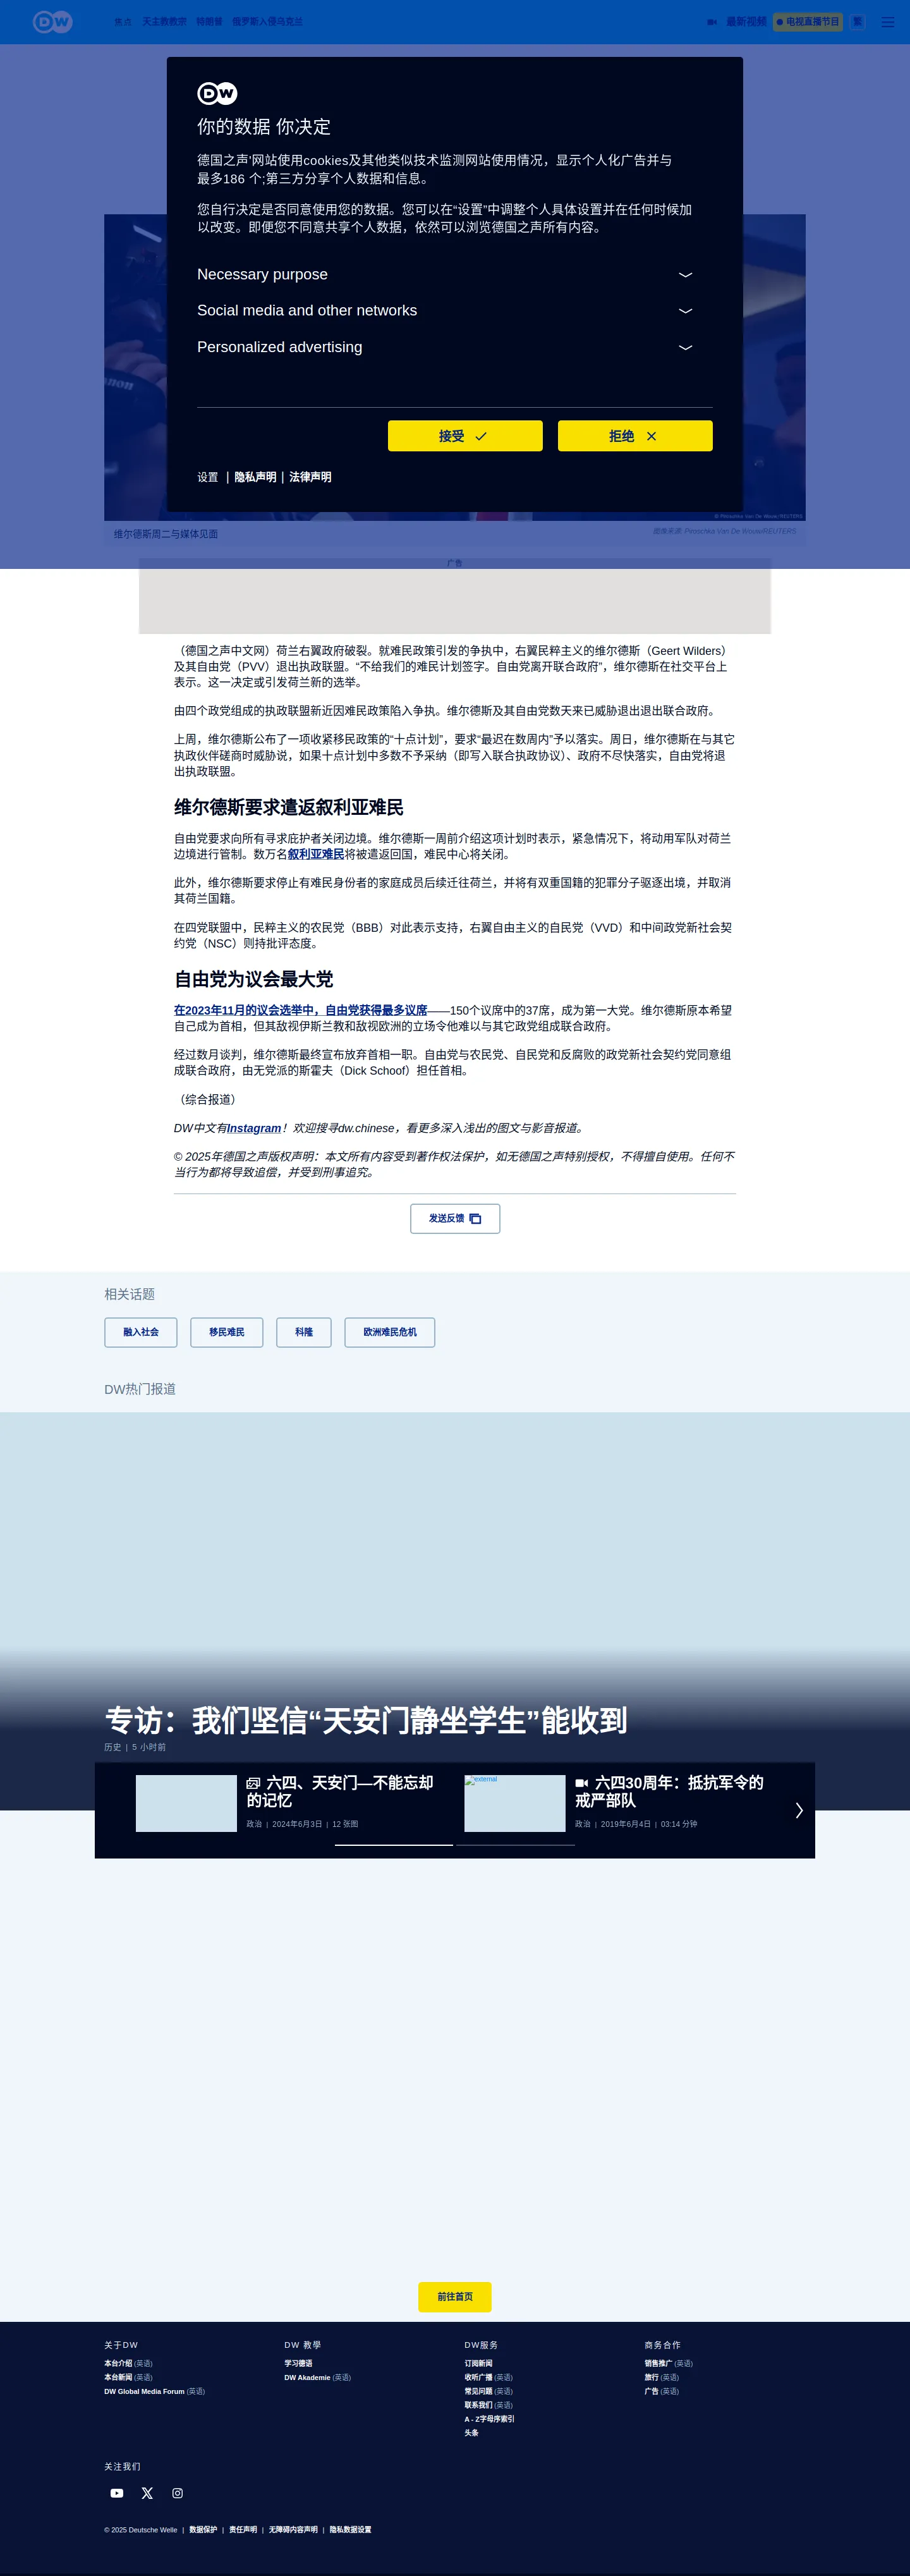 DW
焦点 天主教教宗 特朗普 俄罗斯入侵乌克兰 最新视频 电视直播节目 繁
DW
你的数据 你决定
德国之声'网站使用cookies及其他类似技术监测网站使用情况，显示个人化广告并与
最多186 个;第三方分享个人数据和信息。
您自行决定是否同意使用您的数据。您可以在“设置”中调整个人具体设置并在任何时候加
以改变。即便您不同意共享个人数据，依然可以浏览德国之声所有内容。
Necessary purpose
Social media and other networks
Personalized advertising
接受 拒绝
设置 | 隐私声明 | 法律声明
© Piroschka Van De Wouw/REUTERS
维尔德斯周二与媒体见面 图像来源: Piroschka Van De Wouw/REUTERS
广告
（德国之声中文网）荷兰右翼政府破裂。就难民政策引发的争执中，右翼民粹主义的维尔德斯（Geert Wilders）
及其自由党（PVV）退出执政联盟。“不给我们的难民计划签字。自由党离开联合政府”，维尔德斯在社交平台上
表示。这一决定或引发荷兰新的选举。
由四个政党组成的执政联盟新近因难民政策陷入争执。维尔德斯及其自由党数天来已威胁退出退出联合政府。
上周，维尔德斯公布了一项收紧移民政策的“十点计划”，要求“最迟在数周内”予以落实。周日，维尔德斯在与其它
执政伙伴磋商时威胁说，如果十点计划中多数不予采纳（即写入联合执政协议）、政府不尽快落实，自由党将退
出执政联盟。
维尔德斯要求遣返叙利亚难民
自由党要求向所有寻求庇护者关闭边境。维尔德斯一周前介绍这项计划时表示，紧急情况下，将动用军队对荷兰
边境进行管制。数万名叙利亚难民将被遣返回国，难民中心将关闭。
此外，维尔德斯要求停止有难民身份者的家庭成员后续迁往荷兰，并将有双重国籍的犯罪分子驱逐出境，并取消
其荷兰国籍。
在四党联盟中，民粹主义的农民党（BBB）对此表示支持，右翼自由主义的自民党（VVD）和中间政党新社会契
约党（NSC）则持批评态度。
自由党为议会最大党
在2023年11月的议会选举中，自由党获得最多议席——150个议席中的37席，成为第一大党。维尔德斯原本希望
自己成为首相，但其敌视伊斯兰教和敌视欧洲的立场令他难以与其它政党组成联合政府。
经过数月谈判，维尔德斯最终宣布放弃首相一职。自由党与农民党、自民党和反腐败的政党新社会契约党同意组
成联合政府，由无党派的斯霍夫（Dick Schoof）担任首相。
（综合报道）
DW中文有Instagram！欢迎搜寻dw.chinese，看更多深入浅出的图文与影音报道。
© 2025年德国之声版权声明：本文所有内容受到著作权法保护，如无德国之声特别授权，不得擅自使用。任何不
当行为都将导致追偿，并受到刑事追究。
发送反馈
相关话题
融入社会 移民难民 科隆 欧洲难民危机
DW热门报道
专访：我们坚信“天安门静坐学生”能收到
历史 | 5 小时前
六四、天安门—不能忘却
的记忆
政治 | 2024年6月3日 | 12 张图
external
六四30周年：抵抗军令的
戒严部队
政治 | 2019年6月4日 | 03:14 分钟
前往首页
关于DW
本台介绍 (英语)
本台新闻 (英语)
DW Global Media Forum (英语)
DW 教學
学习德语
DW Akademie (英语)
DW服务
订阅新闻
收听广播 (英语)
常见问题 (英语)
联系我们 (英语)
A - Z字母序索引
头条
商务合作
销售推广 (英语)
旅行 (英语)
广告 (英语)
关注我们
© 2025 Deutsche Welle | 数据保护 | 责任声明 | 无障碍内容声明 | 隐私数据设置